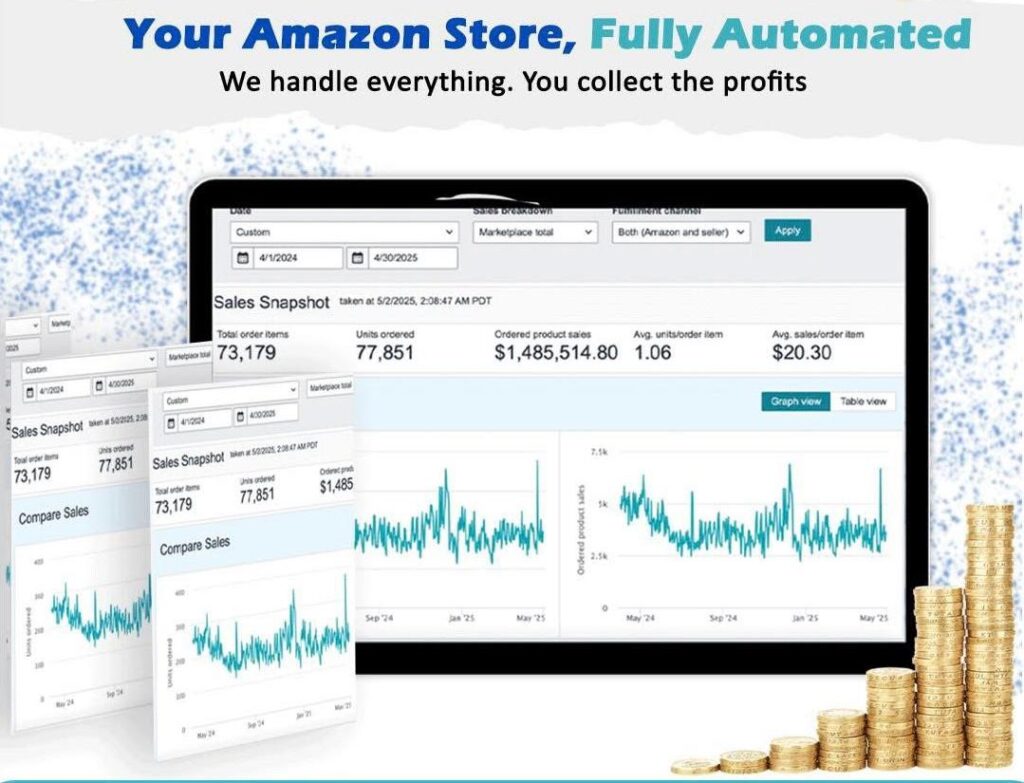 Your Amazon Store, Fully Automated
We handle everything. You collect the profits
Date Sales breakdown Fulfillment channel
Custom Marketplace total Both (Amazon and seller) Apply
4/1/2024 4/30/2025
Sales Snapshot taken at 5/2/2025, 2:08:47 AM PDT
Total order items Units ordered Ordered product sales Avg. units/order item Avg. sales/order item
73,179 77,851 $1,485,514.80 1.06 $20.30
Graph view Table view
7.5k
5k
2.5k
0
Ordered product sales
Sep '24 Jan '25 May '25
May '24 Sep '24 Jan '25 May '25
Marketp
2025
Custom Marketplace total
4/1/2024 4/30/2025
Sales Snapshot taken at 5/2/2025, 2:08
Total order items Units ordered
73,179 77,851
Compare Sales
400
300
200
100
0
Units ordered
May '24 Sep '24
Custom Marketplace total
4/1/2024 4/30/2025
Sales Snapshot taken at 5/2/2025, 2:08:47 AM PDT
Total order items Units ordered Ordered prod
73,179 77,851 $1,485
Compare Sales
400
300
200
100
0
Units ordered
May '24 Sep '24 Jan '25 May '25